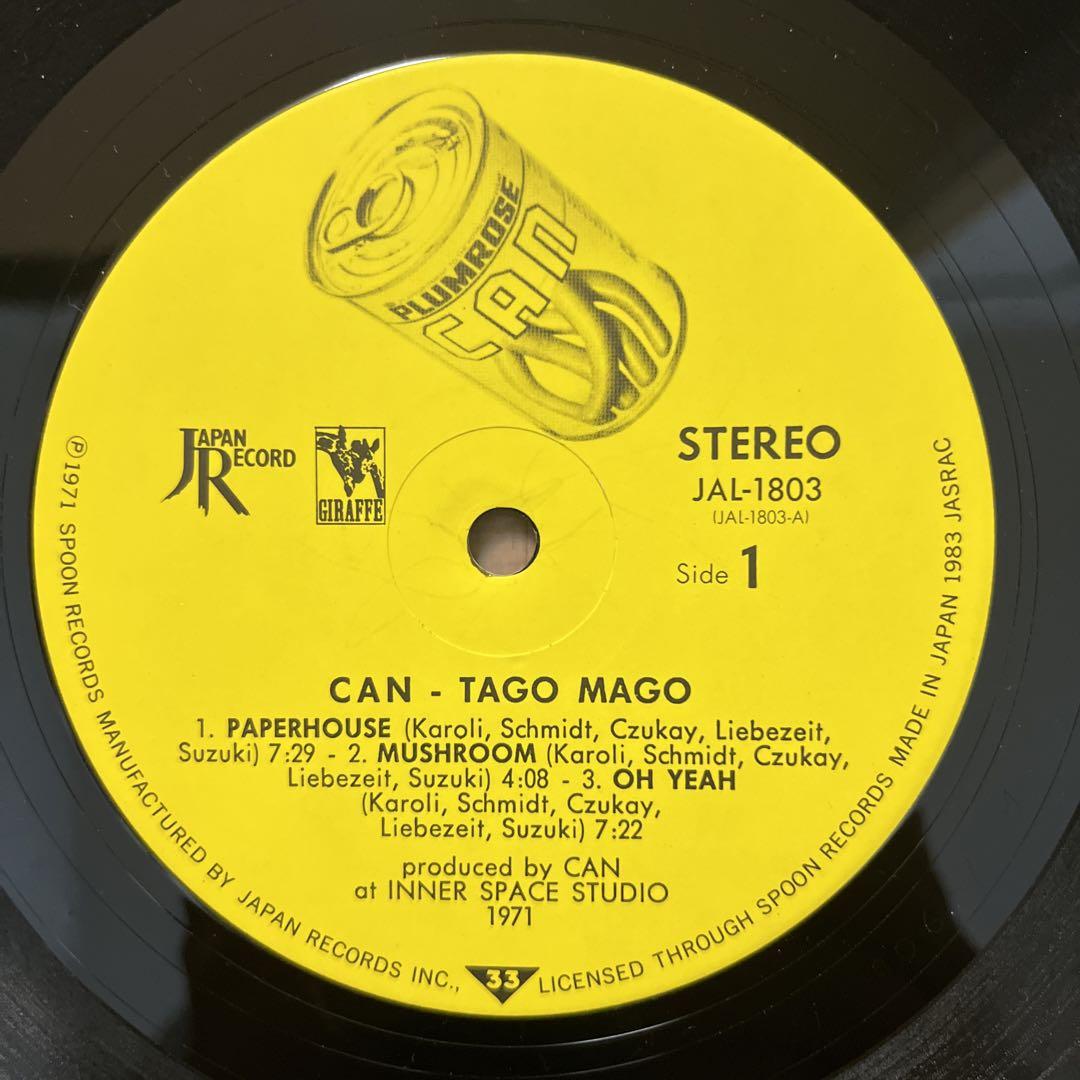 PLUMROSE
CAN
JAPAN
RECORD
JR
GIRAFFE
STEREO
JAL-1803
(JAL-1803-A)
Side 1
CAN - TAGO MAGO
1. PAPERHOUSE (Karoli, Schmidt, Czukay, Liebezeit,
Suzuki) 7:29 - 2. MUSHROOM (Karoli, Schmidt, Czukay,
Liebezeit, Suzuki) 4:08 - 3. OH YEAH
(Karoli, Schmidt, Czukay,
Liebezeit, Suzuki) 7:22
produced by CAN
at INNER SPACE STUDIO
1971
Ⓟ 1971 SPOON RECORDS MANUFACTURED BY JAPAN RECORDS INC., 33 LICENSED THROUGH SPOON RECORDS MADE IN JAPAN 1983 JASRAC